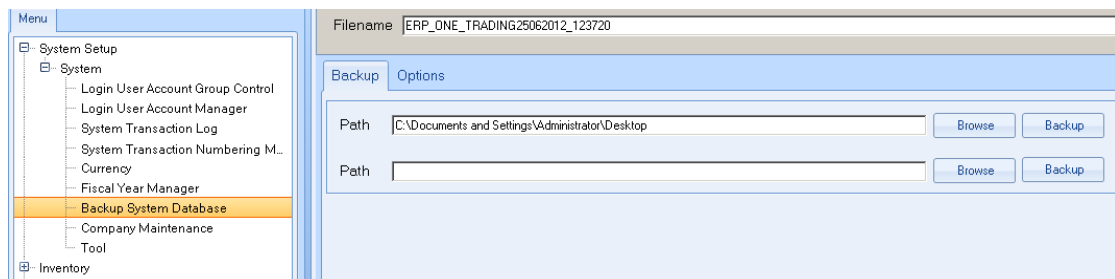 Menu
System Setup
System
Login User Account Group Control
Login User Account Manager
System Transaction Log
System Transaction Numbering M...
Currency
Fiscal Year Manager
Backup System Database
Company Maintenance
Tool
Inventory
Filename ERP_ONE_TRADING25062012_123720
Backup Options
Path C:\Documents and Settings\Administrator\Desktop Browse Backup
Path Browse Backup